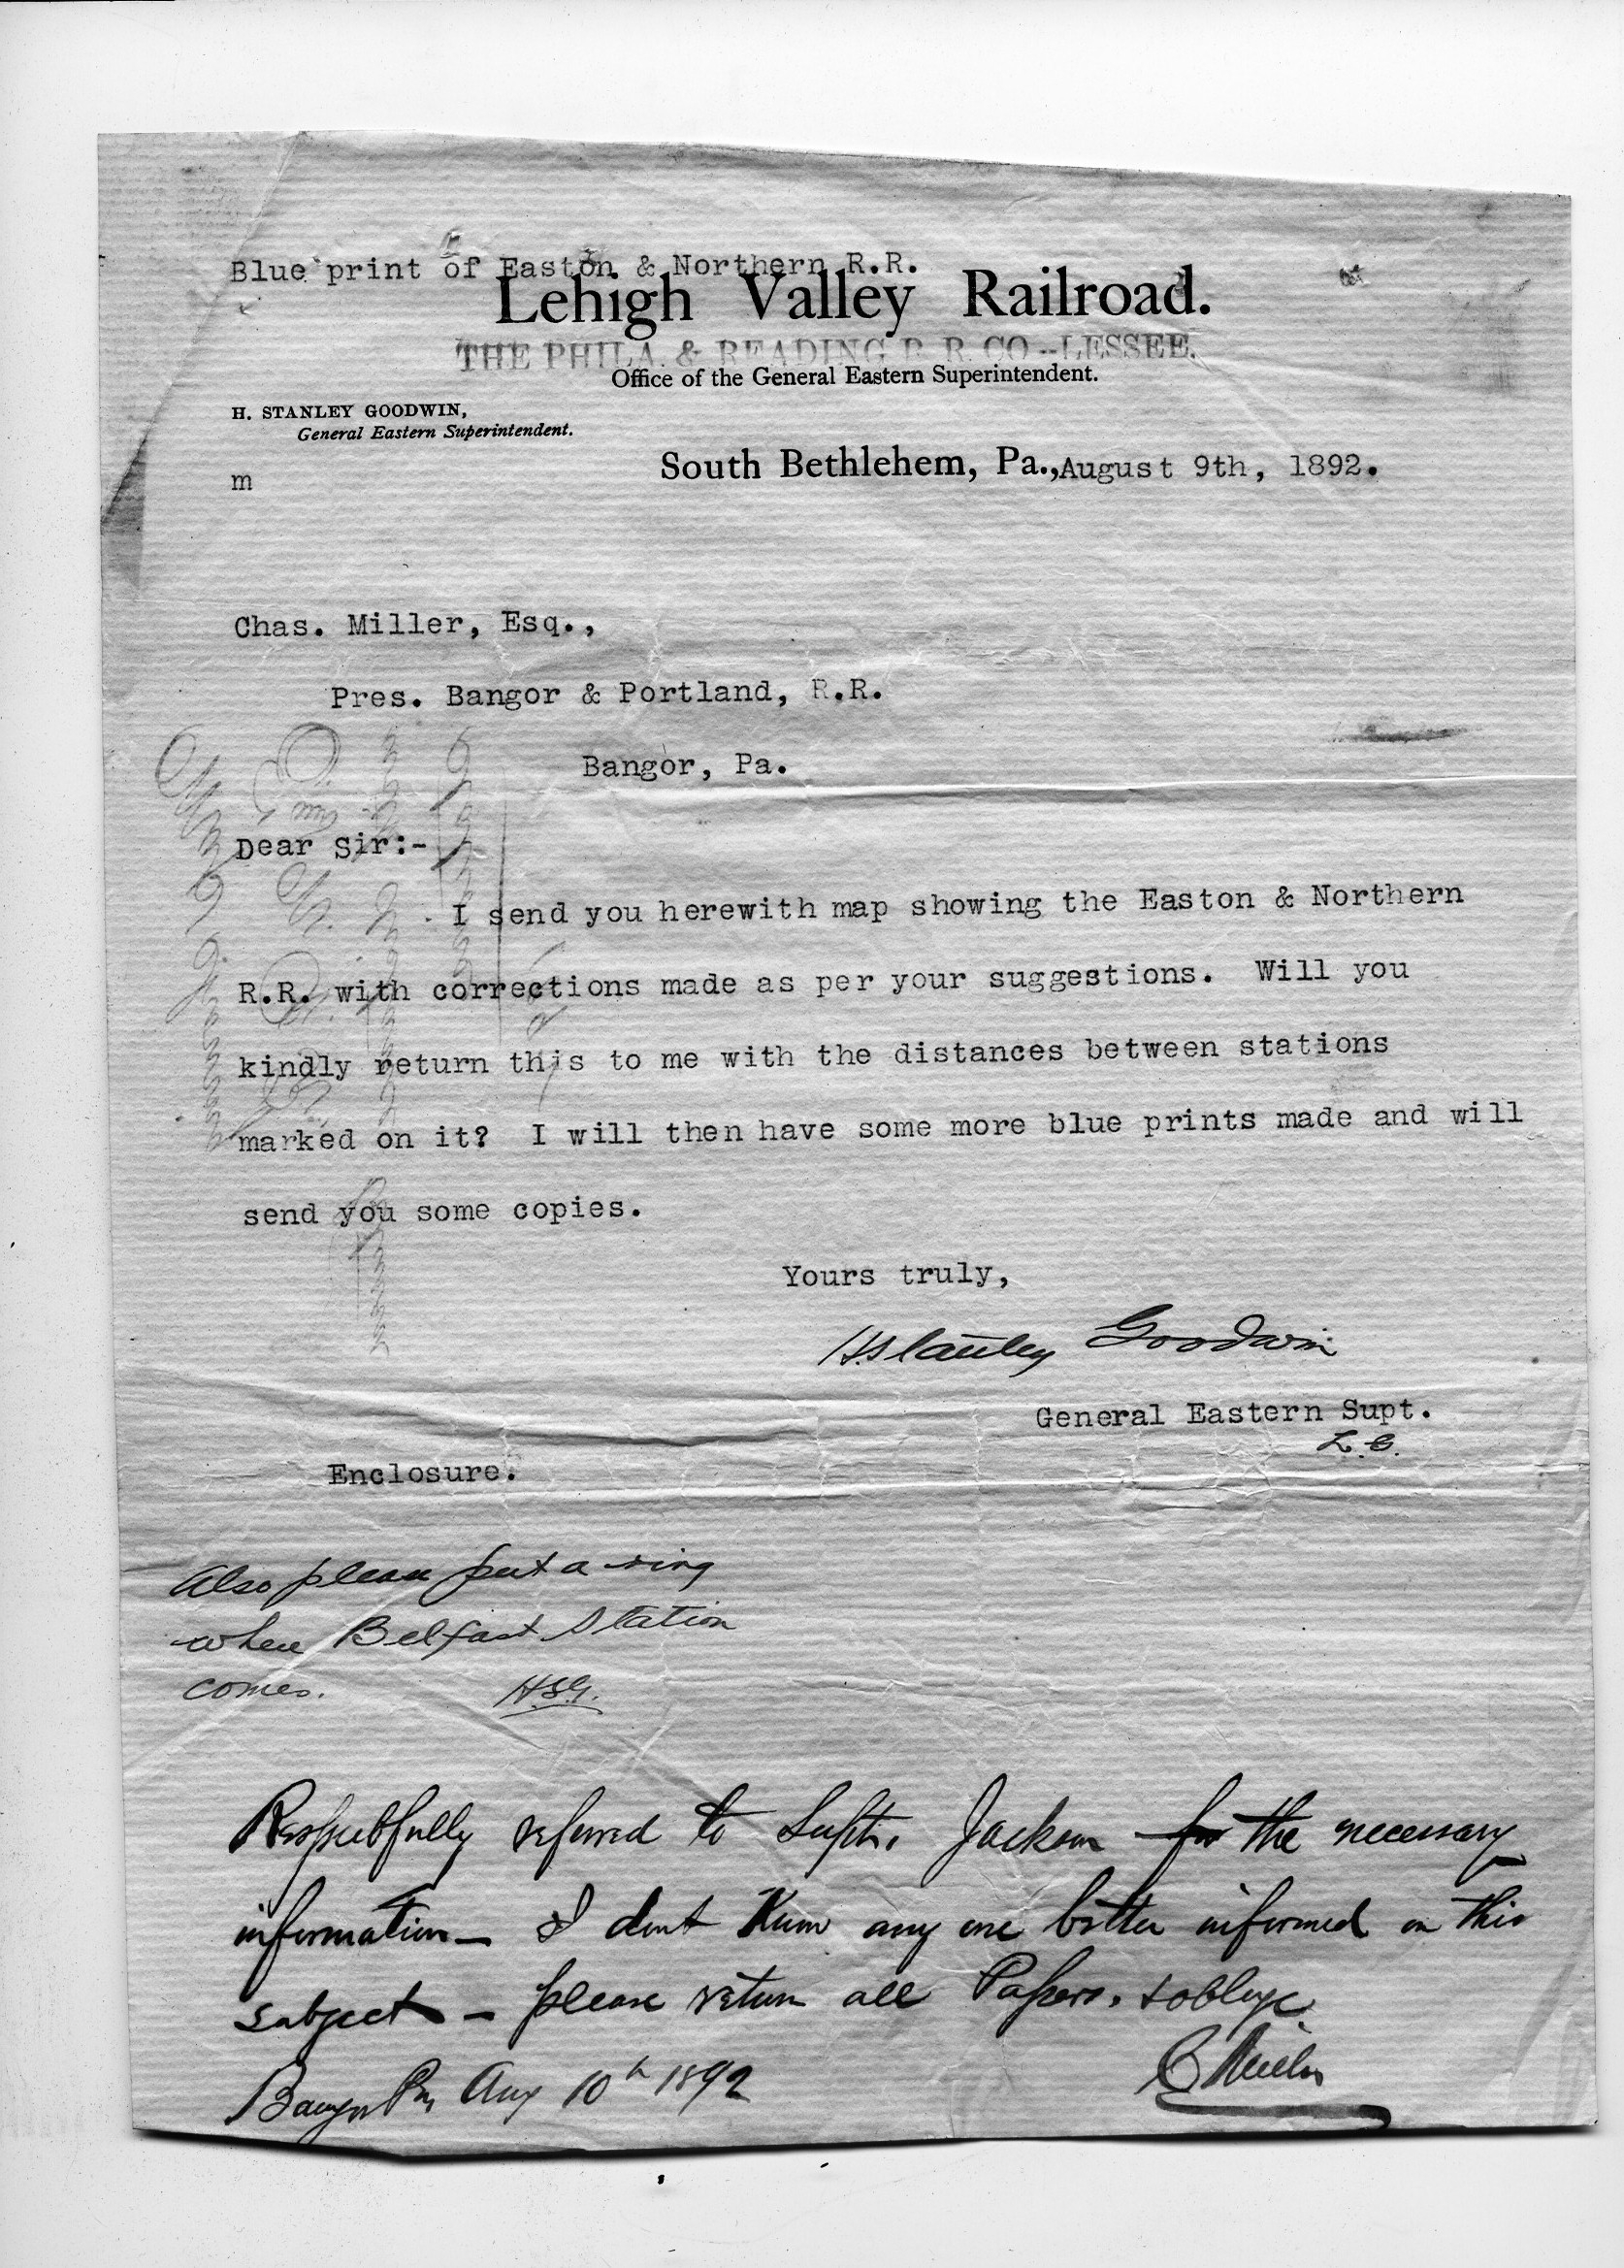 Blue print of Easton & Northern R.R.
Lehigh Valley Railroad.
THE PHILA. & READING R. R. CO.--LESSEE.
Office of the General Eastern Superintendent.
H. STANLEY GOODWIN,
General Eastern Superintendent.
South Bethlehem, Pa., August 9th, 1892.
m
Chas. Miller, Esq.,
Pres. Bangor & Portland, R.R.
Bangor, Pa.
Dear Sir:-
I send you herewith map showing the Easton & Northern
R.R. with corrections made as per your suggestions. Will you
kindly return this to me with the distances between stations
marked on it? I will then have some more blue prints made and will
send you some copies.
Yours truly,
H. Stanley Goodwin
General Eastern Supt.
L. G.
Enclosure.
Also please put a ring
where Belfast Station
comes. H.S.G.
Respectfully referred to Supt. Jackson for the necessary
information — I dont Know any one better informed on this
subject — please return all Papers. & oblige
C Miller
Bangor Pa, Aug 10th 1892